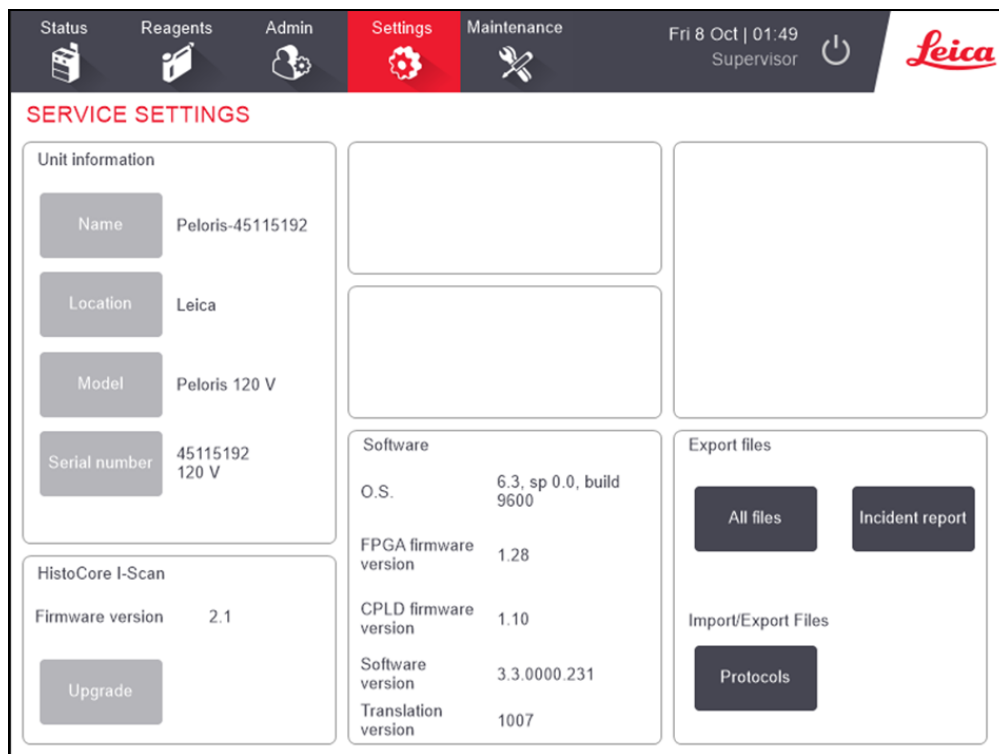 Status
Reagents
Admin
Settings
Maintenance
Fri 8 Oct | 01:49
Supervisor
Leica
SERVICE SETTINGS
Unit information
Name
Peloris-45115192
Location
Leica
Model
Peloris 120 V
Serial number
45115192
120 V
HistoCore I-Scan
Firmware version 2.1
Upgrade
Software
O.S.
6.3, sp 0.0, build
9600
FPGA firmware
version
1.28
CPLD firmware
version
1.10
Software
version
3.3.0000.231
Translation
version
1007
Export files
All files
Incident report
Import/Export Files
Protocols